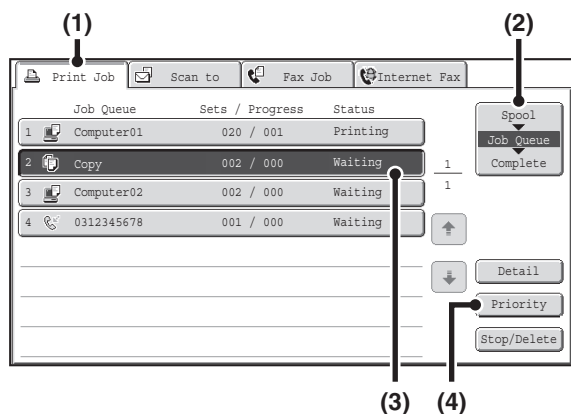 (1) (2)
Print Job Scan to Fax Job Internet Fax
Job Queue Sets / Progress Status
1 Computer01 020 / 001 Printing
2 Copy 002 / 000 Waiting
3 Computer02 002 / 000 Waiting
4 0312345678 001 / 000 Waiting
1
1
Spool
Job Queue
Complete
Detail
Priority
Stop/Delete
(3) (4)